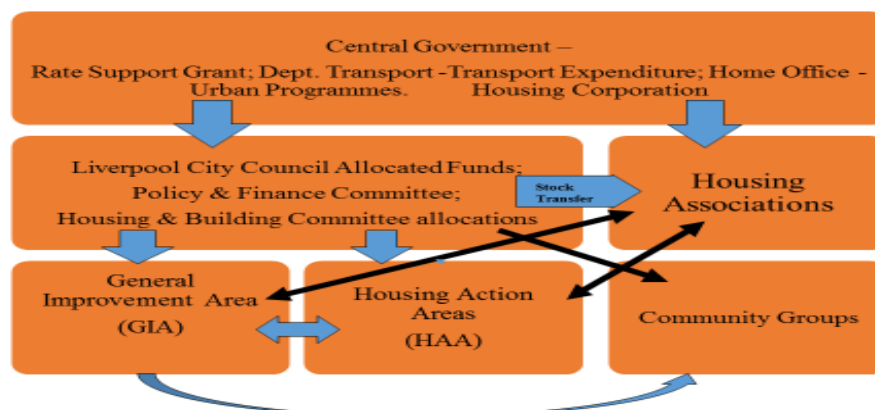 Central Government –
Rate Support Grant; Dept. Transport -Transport Expenditure; Home Office -
Urban Programmes. Housing Corporation
Liverpool City Council Allocated Funds;
Policy & Finance Committee;
Housing & Building Committee allocations
Stock
Transfer
Housing
Associations
General
Improvement Area
(GIA)
Housing Action
Areas
(HAA)
Community Groups